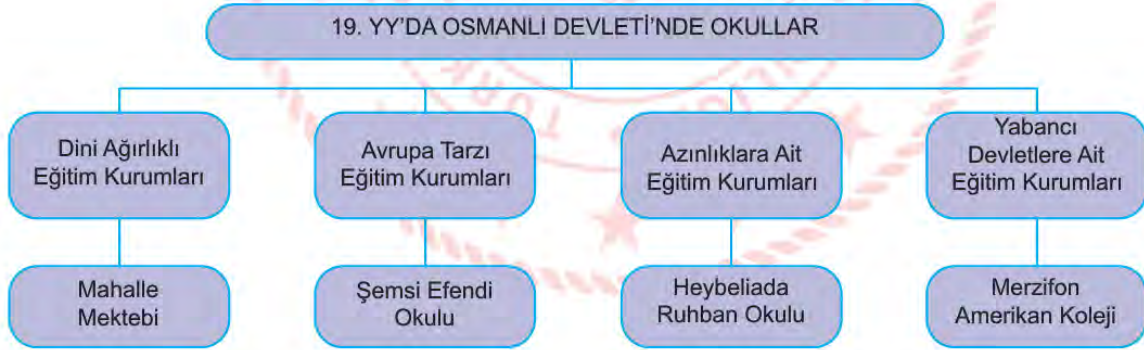 19. YY’DA OSMANLI DEVLETİ’NDE OKULLAR
Dini Ağırlıklı
Eğitim Kurumları
Avrupa Tarzı
Eğitim Kurumları
Azınlıklara Ait
Eğitim Kurumları
Yabancı
Devletlere Ait
Eğitim Kurumları
Mahalle
Mektebi
Şemsi Efendi
Okulu
Heybeliada
Ruhban Okulu
Merzifon
Amerikan Koleji